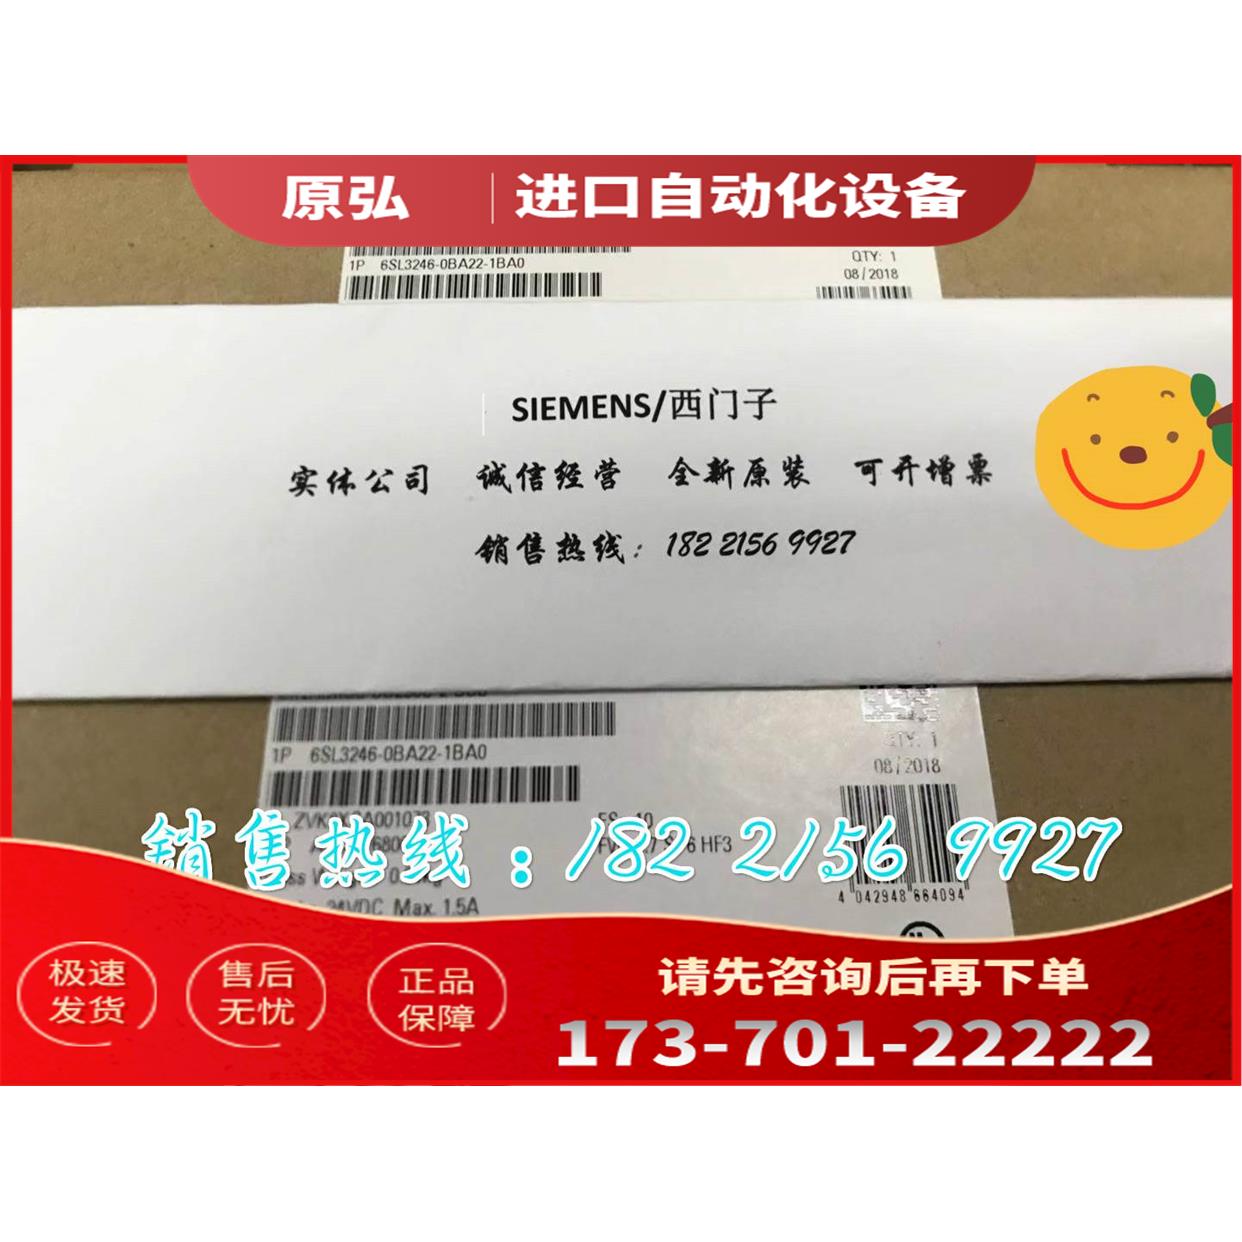 原弘 进口自动化设备
1P 6SL3246-0BA22-1BA0
QTY: 1
08/2018
SIEMENS/西门子
实体公司 诚信经营 全新原装 可开增票
销售热线: 182 2156 9927
1P 6SL3246-0BA22-1BA0
QTY: 1
08/2018
销售热线:182 2156 9927
HF3
24VDC Max. 1.5A
4 042948 664094
极速
发货
售后
无忧
正品
保障
请先咨询后再下单
173-701-22222